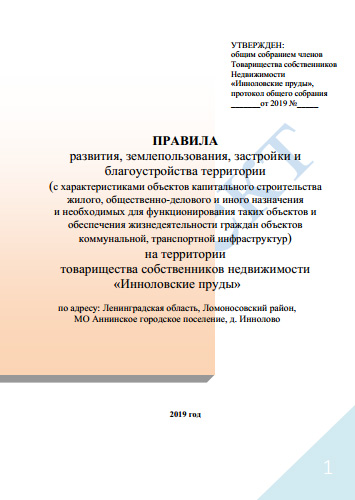 УТВЕРЖДЕН:
общим собранием членов
Товарищества собственников
Недвижимости
«Инноловские пруды»,
протокол общего собрания
_______от 2019 №_____
ПРАВИЛА
развития, землепользования, застройки и
благоустройства территории
(с характеристиками объектов капитального строительства
жилого, общественно-делового и иного назначения
и необходимых для функционирования таких объектов и
обеспечения жизнедеятельности граждан объектов
коммунальной, транспортной инфраструктур)
на территории
товарищества собственников недвижимости
«Инноловские пруды»
по адресу: Ленинградская область, Ломоносовский район,
МО Аннинское городское поселение, д. Иннолово
2019 год
1